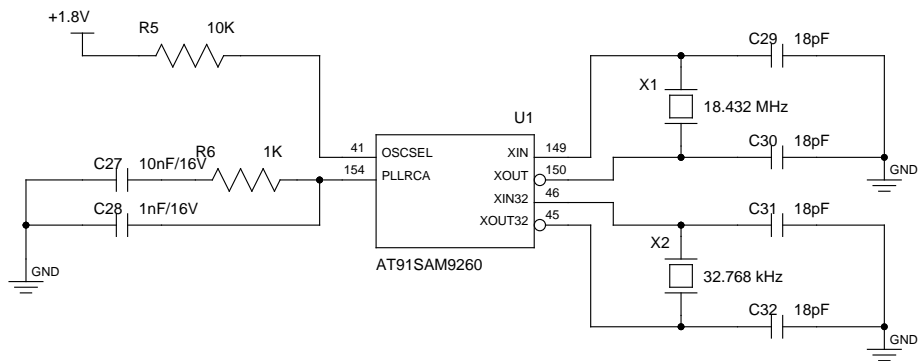 +1.8V
R5
10K
C29
18pF
X1
18.432 MHz
U1
41
OSCSEL
XIN
149
C30
18pF
C27
10nF/16V
R6
1K
154
PLLRCA
XOUT
150
GND
XIN32
46
C28
1nF/16V
XOUT32
45
C31
18pF
X2
AT91SAM9260
GND
32.768 kHz
C32
18pF
GND